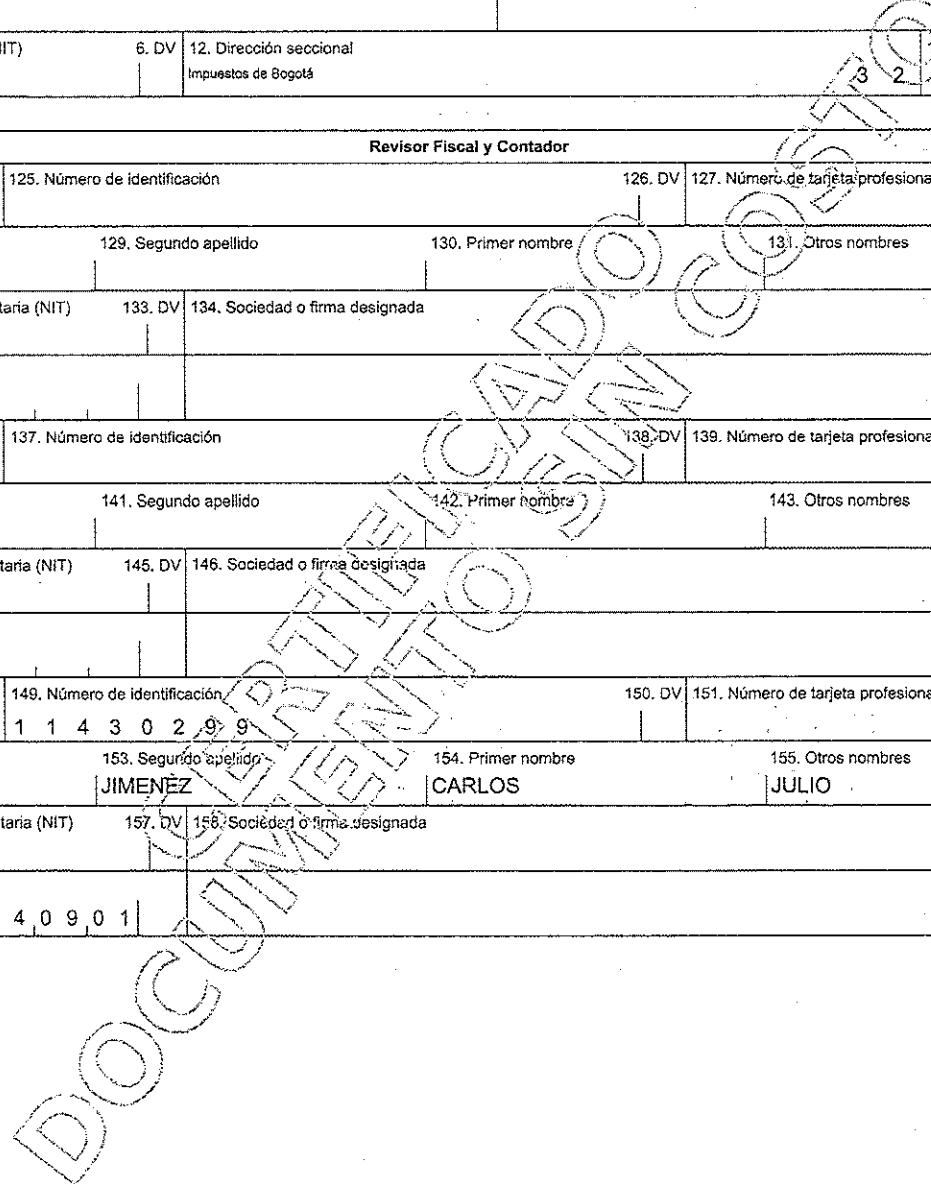 IIT) 6. DV 12. Dirección seccional
Impuestos de Bogotá 3 2
Revisor Fiscal y Contador
125. Número de identificación 126. DV 127. Número de tarjeta profesiona
129. Segundo apellido 130. Primer nombre 131. Otros nombres
taria (NIT) 133. DV 134. Sociedad o firma designada
137. Número de identificación 138. DV 139. Número de tarjeta profesiona
141. Segundo apellido 142. Primer nombre 143. Otros nombres
taria (NIT) 145. DV 146. Sociedad o firma designada
149. Número de identificación 150. DV 151. Número de tarjeta profesiona
1 1 4 3 0 2 9 9
153. Segundo apellido 154. Primer nombre 155. Otros nombres
JIMENEZ CARLOS JULIO
taria (NIT) 157. DV 158. Sociedad o firma designada
4 0 9 0 1
CERTIFICADO
DOCUMENTO SIN COSTO